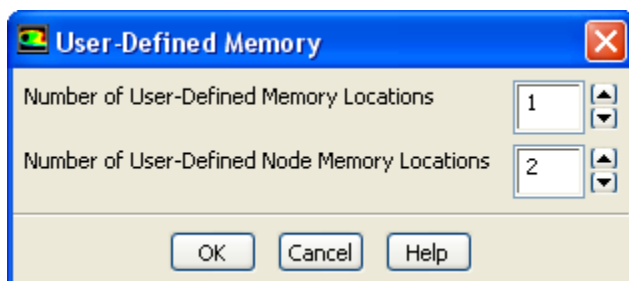 User-Defined Memory
Number of User-Defined Memory Locations 1
Number of User-Defined Node Memory Locations 2
OK Cancel Help